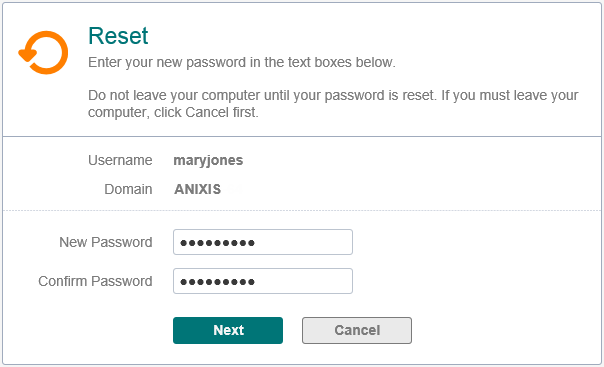 Reset
Enter your new password in the text boxes below.
Do not leave your computer until your password is reset. If you must leave your
computer, click Cancel first.
Username maryjones
Domain ANIXIS
New Password ●●●●●●●●●
Confirm Password ●●●●●●●●●
Next Cancel